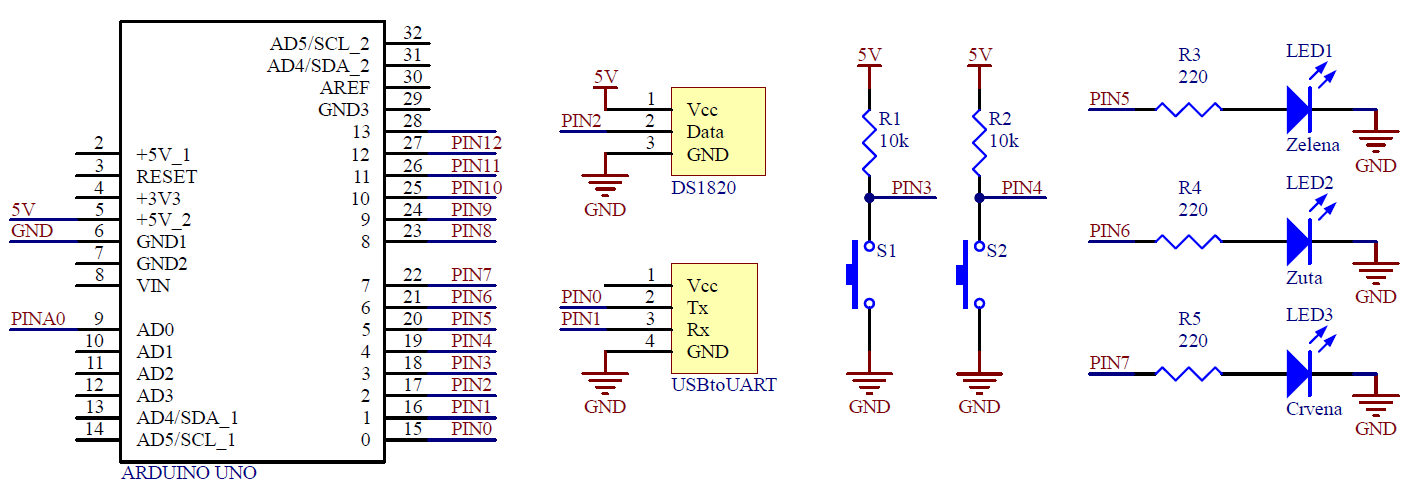 2 +5V_1
3 RESET
4 +3V3
5V 5 +5V_2
GND 6 GND1
7 GND2
8 VIN
PINA0 9 AD0
10 AD1
11 AD2
12 AD3
13 AD4/SDA_1
14 AD5/SCL_1
AD5/SCL_2 32
AD4/SDA_2 31
AREF 30
GND3 29
13 28
12 27 PIN12
11 26 PIN11
10 25 PIN10
9 24 PIN9
8 23 PIN8
7 22 PIN7
6 21 PIN6
5 20 PIN5
4 19 PIN4
3 18 PIN3
2 17 PIN2
1 16 PIN1
0 15 PIN0
ARDUINO UNO
5V
1 Vcc
PIN2 2 Data
3 GND
DS1820
GND
1 Vcc
PIN0 2 Tx
PIN1 3 Rx
4 GND
USBtoUART
GND
5V
R1
10k
PIN3
S1
GND
5V
R2
10k
PIN4
S2
GND
R3
220
LED1
PIN5
Zelena
GND
R4
220
LED2
PIN6
Zuta
GND
R5
220
LED3
PIN7
Crvena
GND